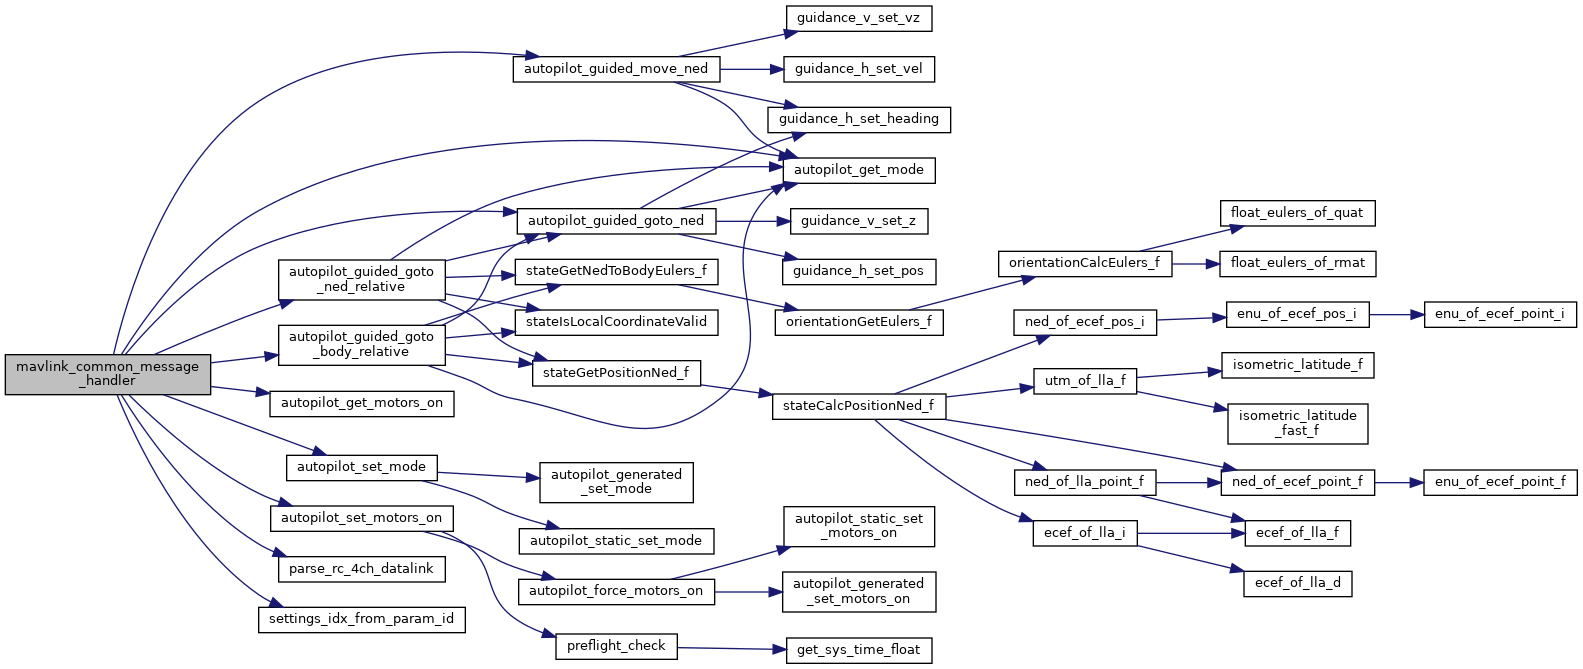 mavlink_common_message
_handler
autopilot_guided_move_ned
autopilot_guided_goto_ned
autopilot_guided_goto
_ned_relative
autopilot_guided_goto
_body_relative
autopilot_get_motors_on
autopilot_set_mode
autopilot_set_motors_on
parse_rc_4ch_datalink
settings_idx_from_param_id
stateGetNedToBodyEulers_f
stateIsLocalCoordinateValid
stateGetPositionNed_f
autopilot_generated
_set_mode
autopilot_static_set_mode
autopilot_force_motors_on
preflight_check
guidance_v_set_vz
guidance_h_set_vel
guidance_h_set_heading
autopilot_get_mode
guidance_v_set_z
guidance_h_set_pos
orientationGetEulers_f
stateCalcPositionNed_f
autopilot_static_set
_motors_on
autopilot_generated
_set_motors_on
get_sys_time_float
orientationCalcEulers_f
ned_of_ecef_pos_i
utm_of_lla_f
ned_of_lla_point_f
ecef_of_lla_i
float_eulers_of_quat
float_eulers_of_rmat
enu_of_ecef_pos_i
isometric_latitude_f
isometric_latitude
_fast_f
ned_of_ecef_point_f
ecef_of_lla_f
ecef_of_lla_d
enu_of_ecef_point_i
enu_of_ecef_point_f